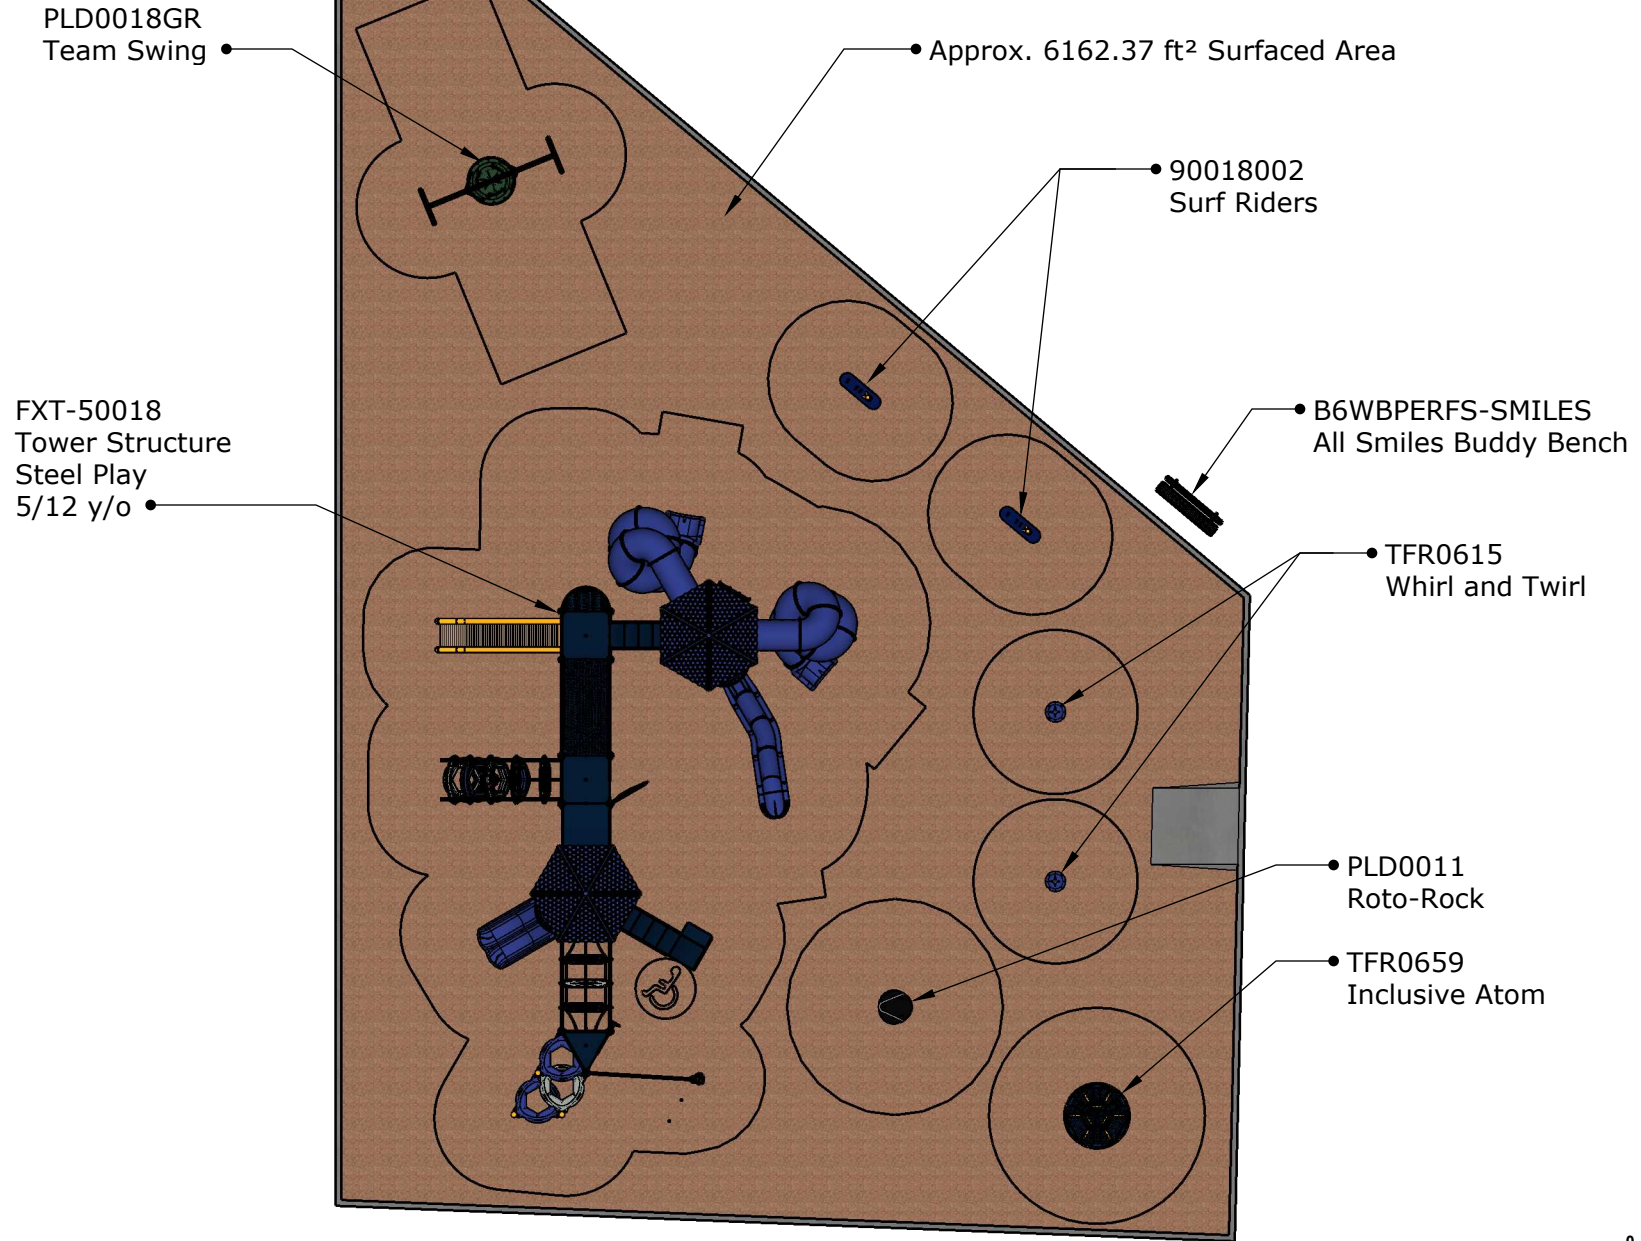 PLD0018GR
Team Swing
Approx. 6162.37 ft² Surfaced Area
90018002
Surf Riders
FXT-50018
Tower Structure
Steel Play
5/12 y/o
B6WBPERFS-SMILES
All Smiles Buddy Bench
TFR0615
Whirl and Twirl
PLD0011
Roto-Rock
TFR0659
Inclusive Atom